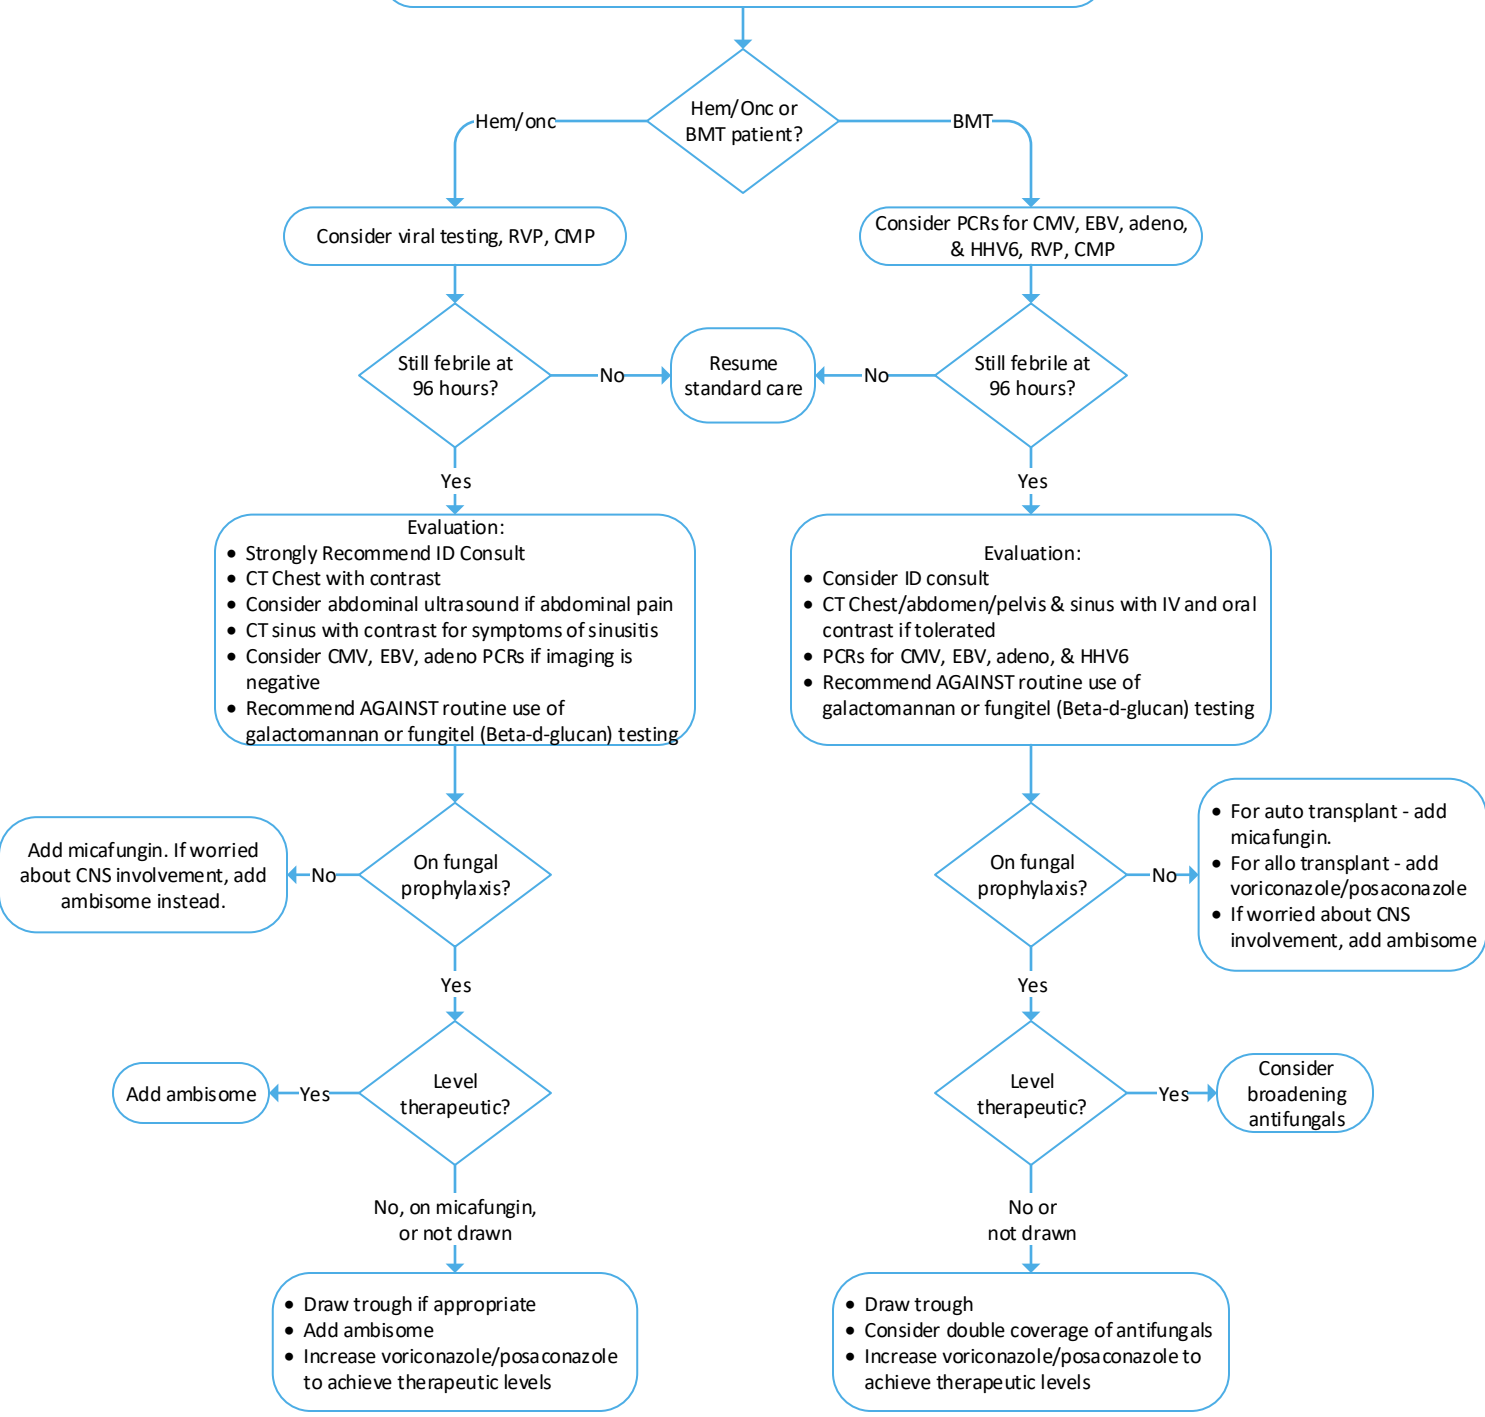 Hem/Onc or
BMT patient?
Hem/onc
BMT
Consider viral testing, RVP, CMP
Consider PCRs for CMV, EBV, adeno,
& HHV6, RVP, CMP
Still febrile at
96 hours?
No
Resume
standard care
No
Still febrile at
96 hours?
Yes
Yes
Evaluation:
• Strongly Recommend ID Consult
• CT Chest with contrast
• Consider abdominal ultrasound if abdominal pain
• CT sinus with contrast for symptoms of sinusitis
• Consider CMV, EBV, adeno PCRs if imaging is
negative
• Recommend AGAINST routine use of
galactomannan or fungitel (Beta-d-glucan) testing
Evaluation:
• Consider ID consult
• CT Chest/abdomen/pelvis & sinus with IV and oral
contrast if tolerated
• PCRs for CMV, EBV, adeno, & HHV6
• Recommend AGAINST routine use of
galactomannan or fungitel (Beta-d-glucan) testing
Add micafungin. If worried
about CNS involvement, add
ambisome instead.
No
On fungal
prophylaxis?
On fungal
prophylaxis?
No
• For auto transplant - add
micafungin.
• For allo transplant - add
voriconazole/posaconazole
• If worried about CNS
involvement, add ambisome
Yes
Yes
Add ambisome
Yes
Level
therapeutic?
Level
therapeutic?
Yes
Consider
broadening
antifungals
No, on micafungin,
or not drawn
No or
not drawn
• Draw trough if appropriate
• Add ambisome
• Increase voriconazole/posaconazole
to achieve therapeutic levels
• Draw trough
• Consider double coverage of antifungals
• Increase voriconazole/posaconazole to
achieve therapeutic levels